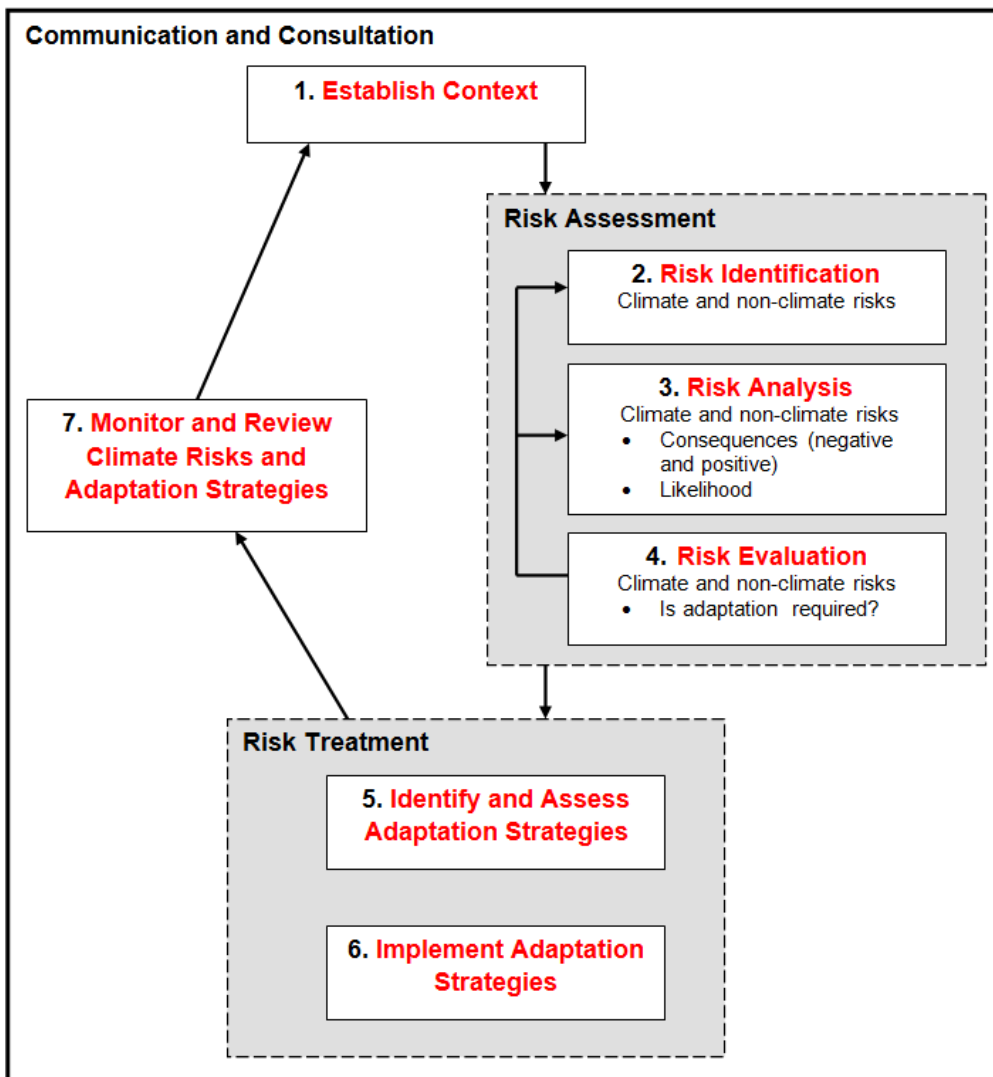 Communication and Consultation
1. Establish Context
Risk Assessment
2. Risk Identification
Climate and non-climate risks
3. Risk Analysis
Climate and non-climate risks
• Consequences (negative
and positive)
• Likelihood
4. Risk Evaluation
Climate and non-climate risks
• Is adaptation required?
7. Monitor and Review
Climate Risks and
Adaptation Strategies
Risk Treatment
5. Identify and Assess
Adaptation Strategies
6. Implement Adaptation
Strategies